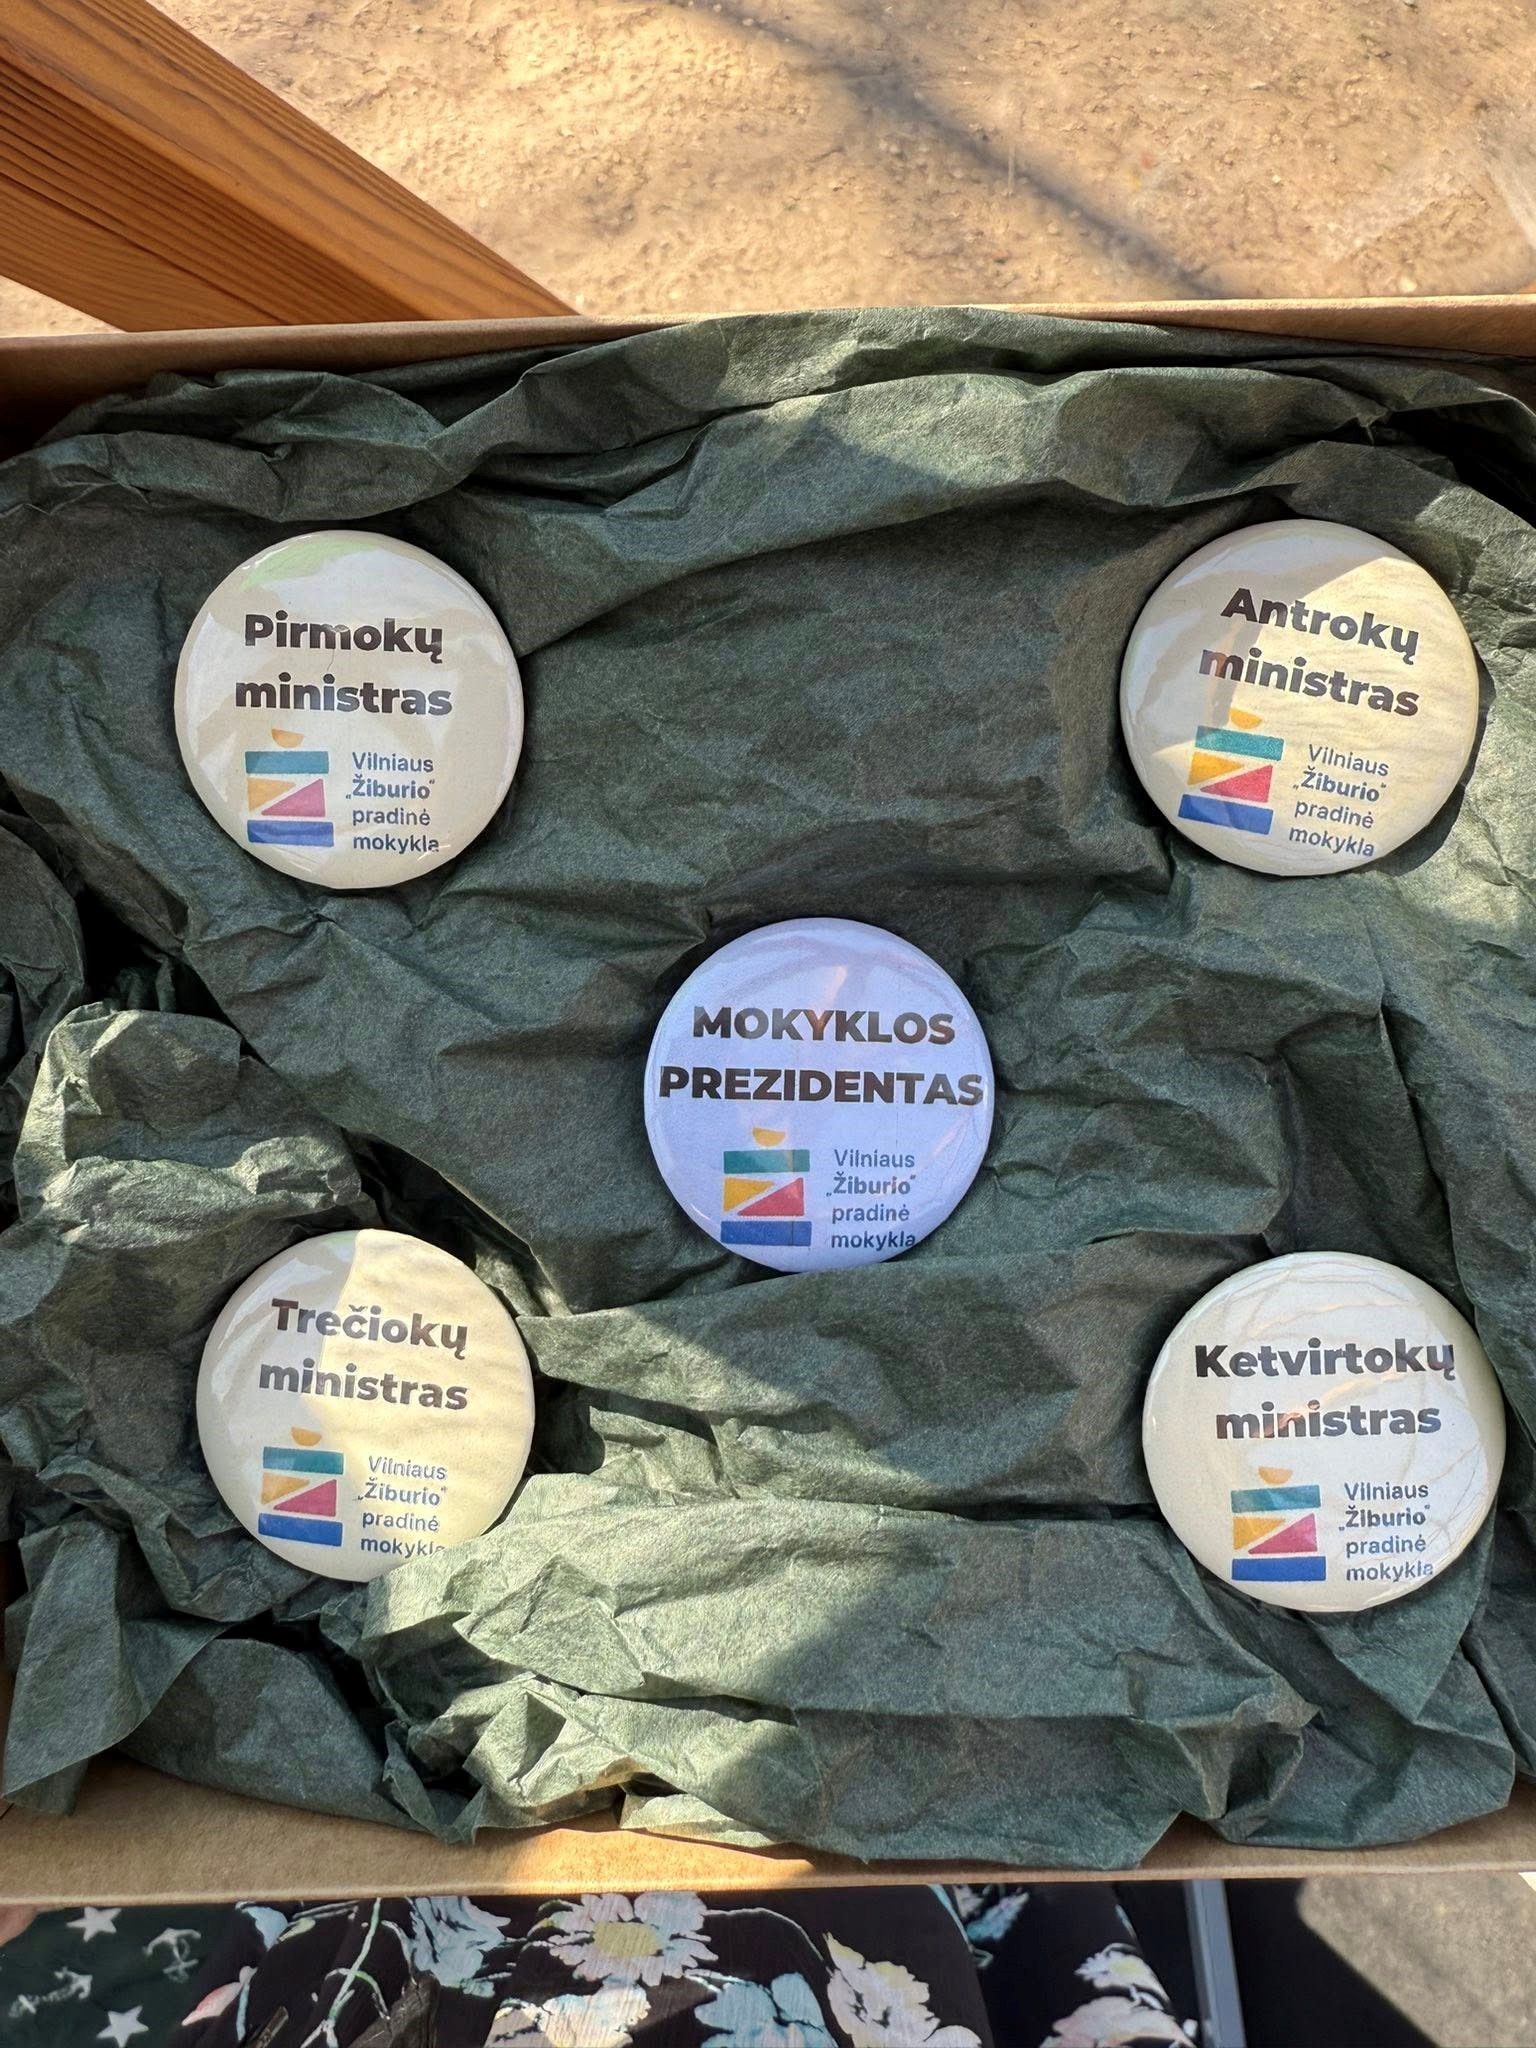 Pirmokų
ministras
Vilniaus
„Žiburio“
pradinė
mokykla
Antrokų
ministras
Vilniaus
„Žiburio“
pradinė
mokykla
MOKYKLOS
PREZIDENTAS
Vilniaus
„Žiburio“
pradinė
mokykla
Trečiokų
ministras
Vilniaus
„Žiburio“
pradinė
mokykla
Ketvirtokų
ministras
Vilniaus
„Žiburio“
pradinė
mokykla